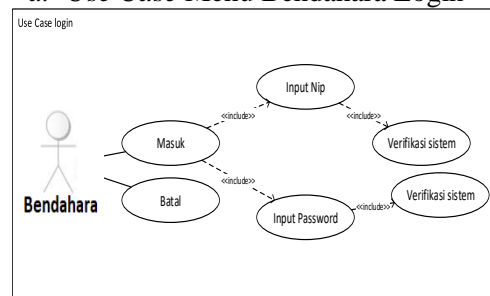 a. Use Case Menu Bendahara Login
Use Case login
Input Nip
<<include>>
<<include>>
Masuk
Verifikasi sistem
<<include>>
Verifikasi sistem
Bendahara
Batal
<<include>>
Input Password